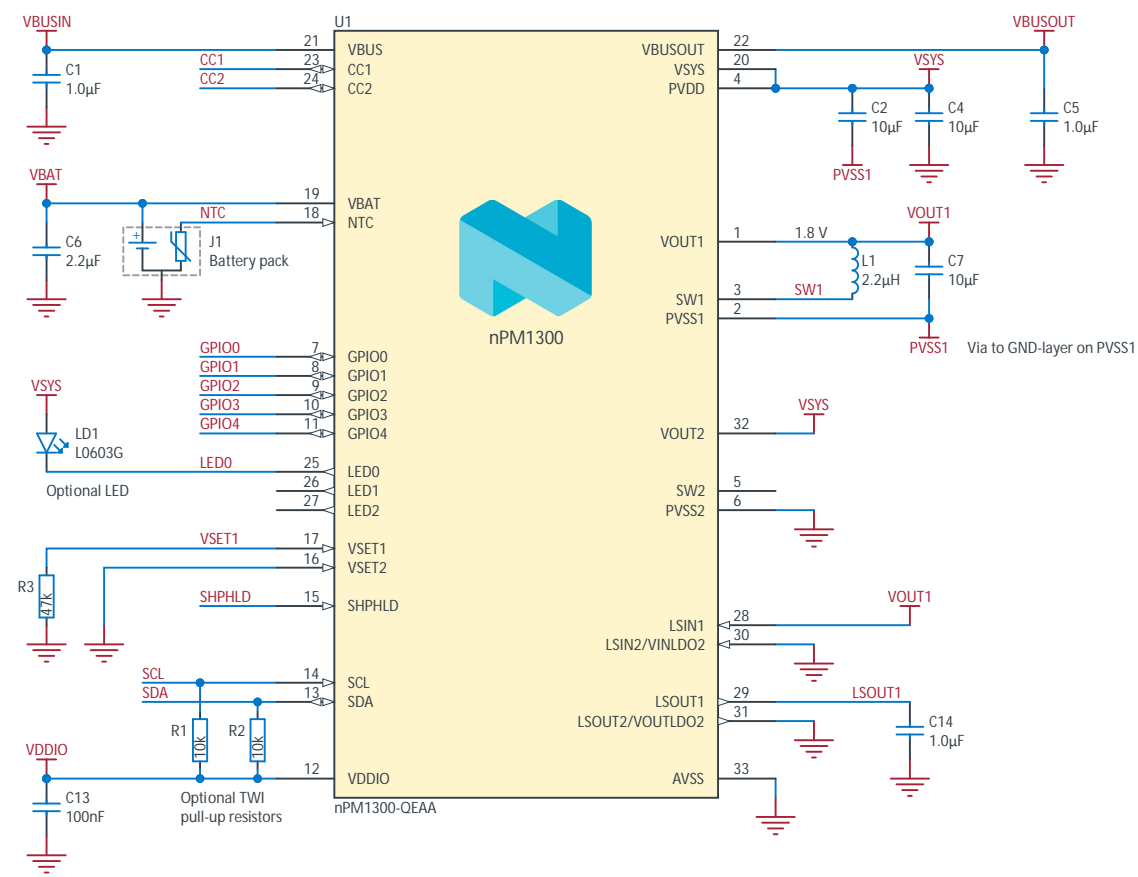 VBUSIN
U1
VBUSOUT
21
VBUS
VBUSOUT
22
CC1
23
CC1
VSYS
20
VSYS
CC2
24
CC2
PVDD
4
C1
1.0µF
C2
10µF
C4
10µF
C5
1.0µF
PVSS1
VBAT
19
VBAT
NTC
18
NTC
C6
2.2µF
+
J1
Battery pack
VOUT1
VOUT1
1
1.8 V
L1
2.2µH
C7
10µF
SW1
3
SW1
PVSS1
2
PVSS1
Via to GND-layer on PVSS1
nPM1300
GPIO0
7
GPIO0
GPIO1
8
GPIO1
GPIO2
9
GPIO2
GPIO3
10
GPIO3
GPIO4
11
GPIO4
VSYS
LD1
L0603G
LED0
25
LED0
Optional LED
26
LED1
27
LED2
VSYS
VOUT2
32
SW2
5
PVSS2
6
VSET1
17
VSET1
16
VSET2
R3
47k
SHPHLD
15
SHPHLD
VOUT1
LSIN1
28
LSIN2/VINLDO2
30
SCL
14
SCL
SDA
13
SDA
R1
10k
R2
10k
LSOUT1
29
LSOUT1
LSOUT2/VOUTLDO2
31
C14
1.0µF
VDDIO
12
VDDIO
AVSS
33
C13
100nF
Optional TWI
pull-up resistors
nPM1300-QEAA